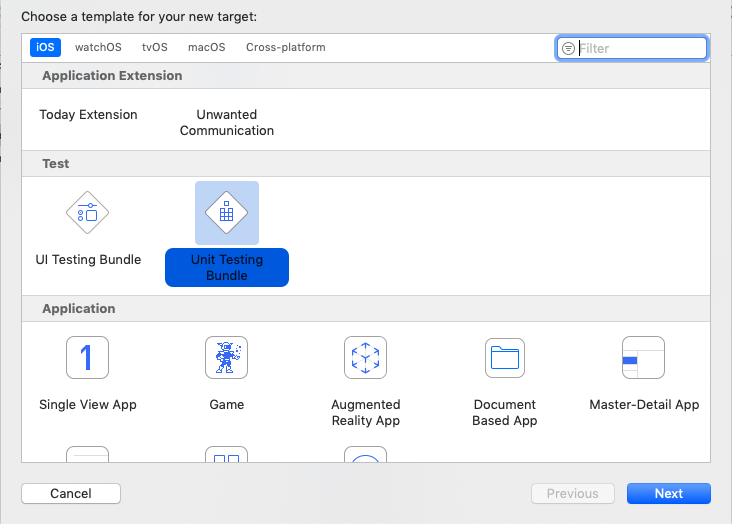 Choose a template for your new target:
iOS watchOS tvOS macOS Cross-platform Filter
Application Extension
Today Extension
Unwanted
Communication
Test
UI Testing Bundle
Unit Testing
Bundle
Application
1
Single View App
Game
Augmented
Reality App
Document
Based App
Master-Detail App
Cancel Previous Next